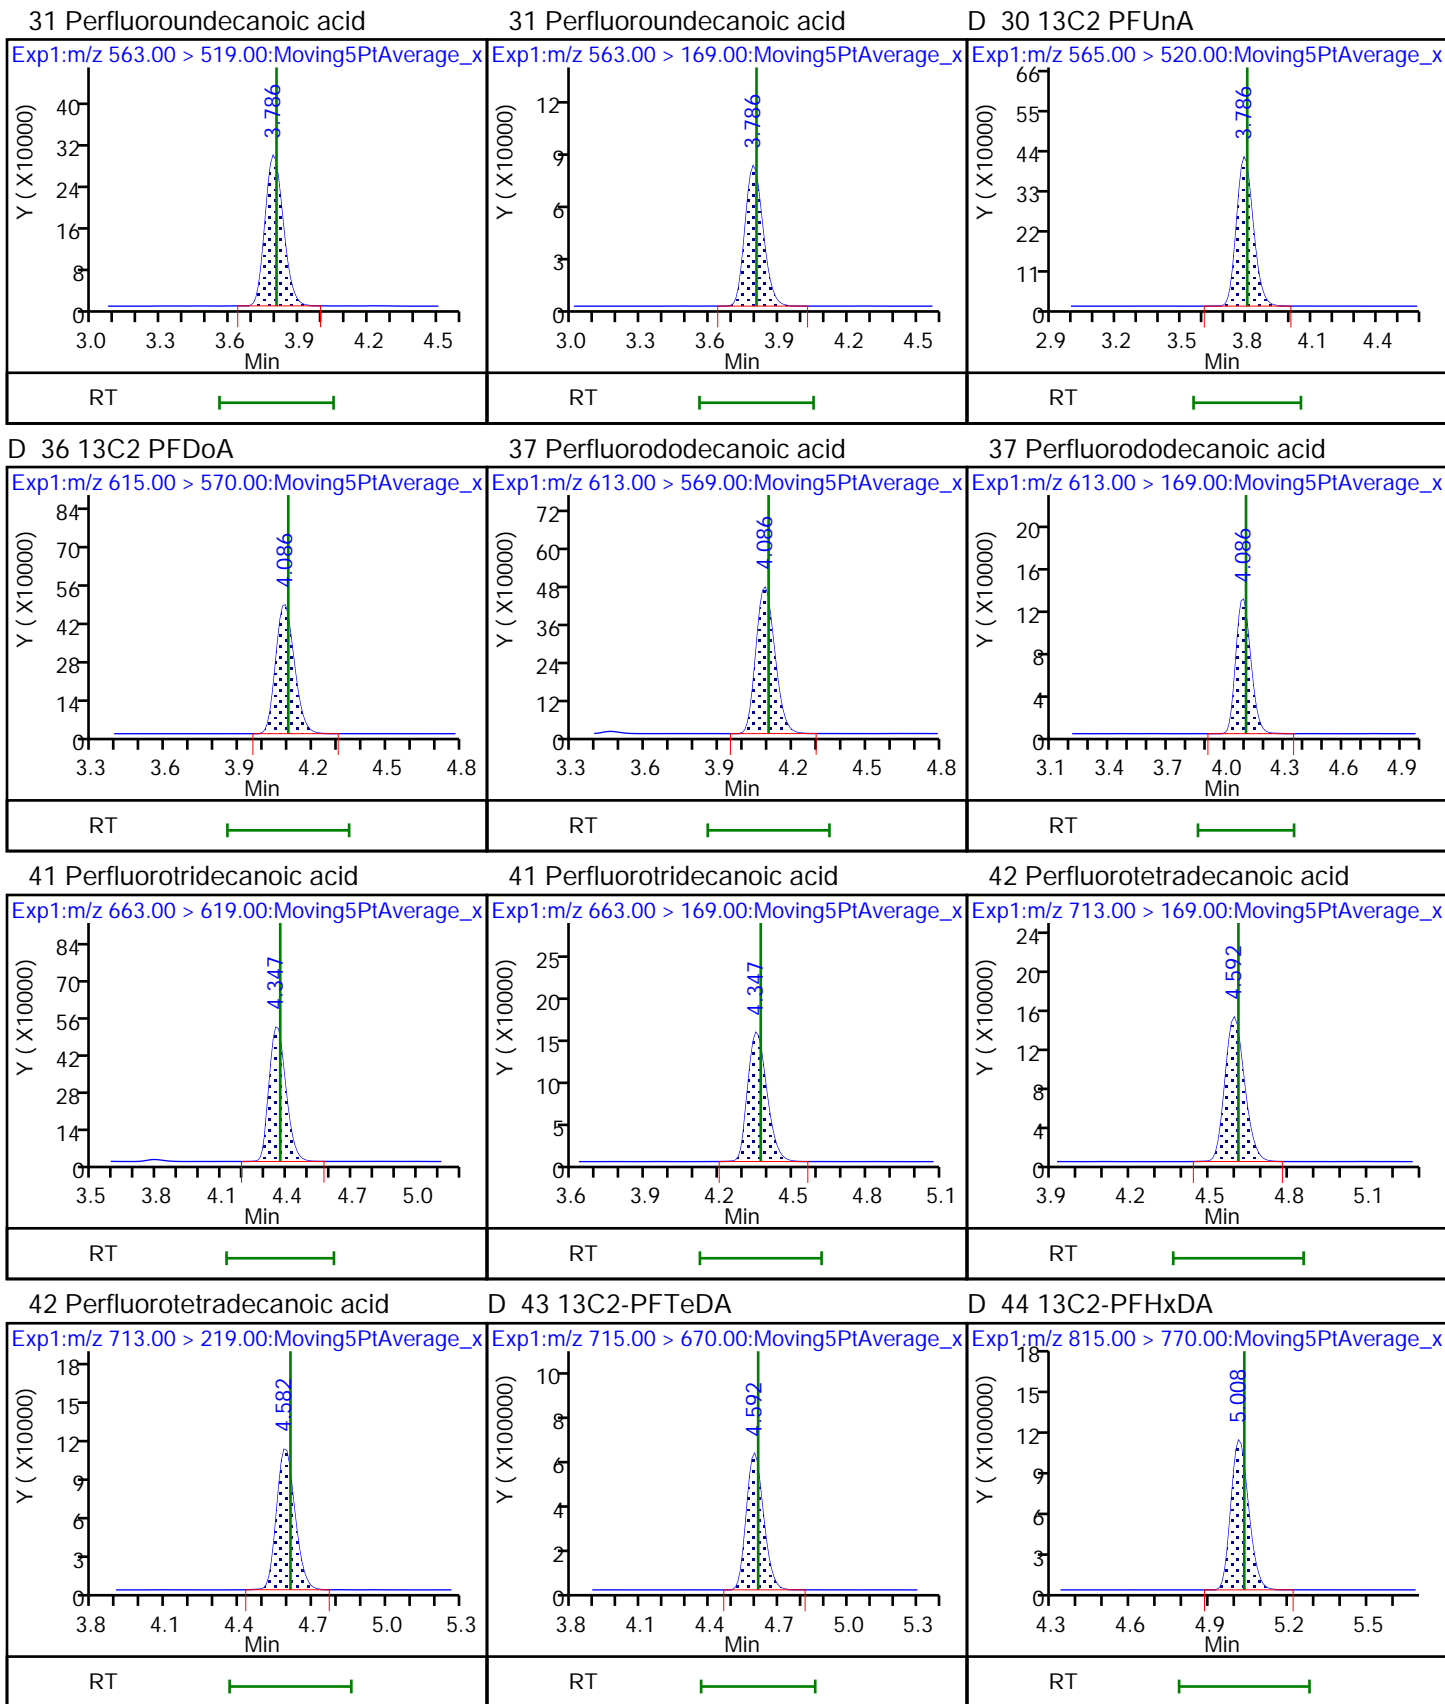 31 Perfluoroundecanoic acid
Exp1:m/z 563.00 > 519.00:Moving5PtAverage_x
Y ( X10000)
40
32
24
16
8
0
3.786
3.0 3.3 3.6 3.9 4.2 4.5
Min
RT
31 Perfluoroundecanoic acid
Exp1:m/z 563.00 > 169.00:Moving5PtAverage_x
Y ( X10000)
12
9
6
3
0
3.786
3.0 3.3 3.6 3.9 4.2 4.5
Min
RT
D 30 13C2 PFUnA
Exp1:m/z 565.00 > 520.00:Moving5PtAverage_x
Y ( X10000)
66
55
44
33
22
11
0
3.786
2.9 3.2 3.5 3.8 4.1 4.4
Min
RT
D 36 13C2 PFDoA
Exp1:m/z 615.00 > 570.00:Moving5PtAverage_x
Y ( X10000)
84
70
56
42
28
14
0
4.086
3.3 3.6 3.9 4.2 4.5 4.8
Min
RT
37 Perfluorododecanoic acid
Exp1:m/z 613.00 > 569.00:Moving5PtAverage_x
Y ( X10000)
72
60
48
36
24
12
0
4.086
3.3 3.6 3.9 4.2 4.5 4.8
Min
RT
37 Perfluorododecanoic acid
Exp1:m/z 613.00 > 169.00:Moving5PtAverage_x
Y ( X10000)
20
16
12
8
4
0
4.086
3.1 3.4 3.7 4.0 4.3 4.6 4.9
Min
RT
41 Perfluorotridecanoic acid
Exp1:m/z 663.00 > 619.00:Moving5PtAverage_x
Y ( X10000)
84
70
56
42
28
14
0
4.347
3.5 3.8 4.1 4.4 4.7 5.0
Min
RT
41 Perfluorotridecanoic acid
Exp1:m/z 663.00 > 169.00:Moving5PtAverage_x
Y ( X10000)
25
20
15
10
5
0
4.347
3.6 3.9 4.2 4.5 4.8 5.1
Min
RT
42 Perfluorotetradecanoic acid
Exp1:m/z 713.00 > 169.00:Moving5PtAverage_x
Y ( X10000)
24
20
16
12
8
4
0
4.592
3.9 4.2 4.5 4.8 5.1
Min
RT
42 Perfluorotetradecanoic acid
Exp1:m/z 713.00 > 219.00:Moving5PtAverage_x
Y ( X10000)
18
15
12
9
6
3
0
4.582
3.8 4.1 4.4 4.7 5.0 5.3
Min
RT
D 43 13C2-PFTeDA
Exp1:m/z 715.00 > 670.00:Moving5PtAverage_x
Y ( X100000)
10
8
6
4
2
0
4.592
3.8 4.1 4.4 4.7 5.0 5.3
Min
RT
D 44 13C2-PFHxDA
Exp1:m/z 815.00 > 770.00:Moving5PtAverage_x
Y ( X100000)
18
15
12
9
6
3
0
5.008
4.3 4.6 4.9 5.2 5.5
Min
RT